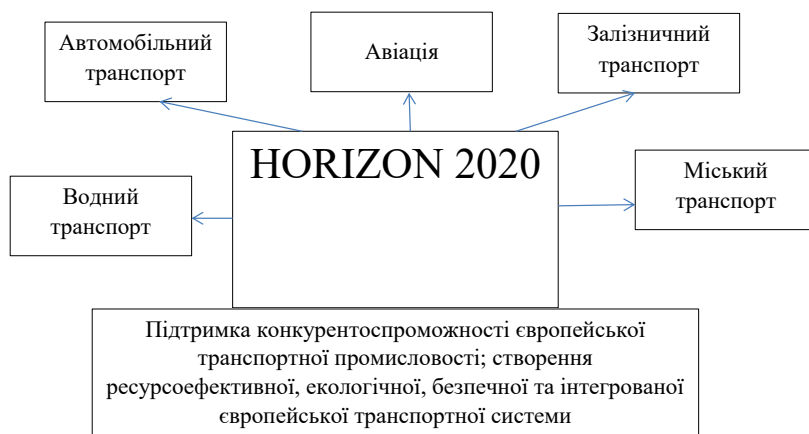 Автомобільний
транспорт
Авіація
Залізничний
транспорт
HORIZON 2020
Водний
транспорт
Міський
транспорт
Підтримка конкурентоспроможності європейської
транспортної промисловості; створення
ресурсоефективної, екологічної, безпечної та інтегрованої
європейської транспортної системи